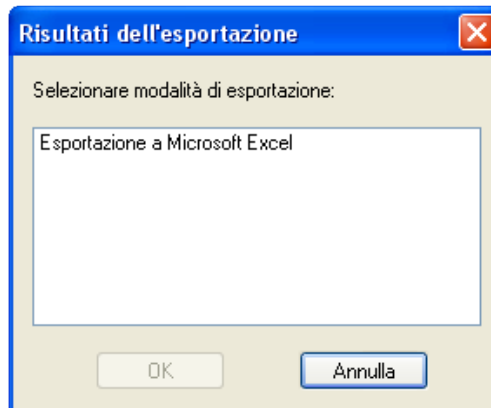 Risultati dell'esportazione
Selezionare modalità di esportazione:
Esportazione a Microsoft Excel
OK
Annulla